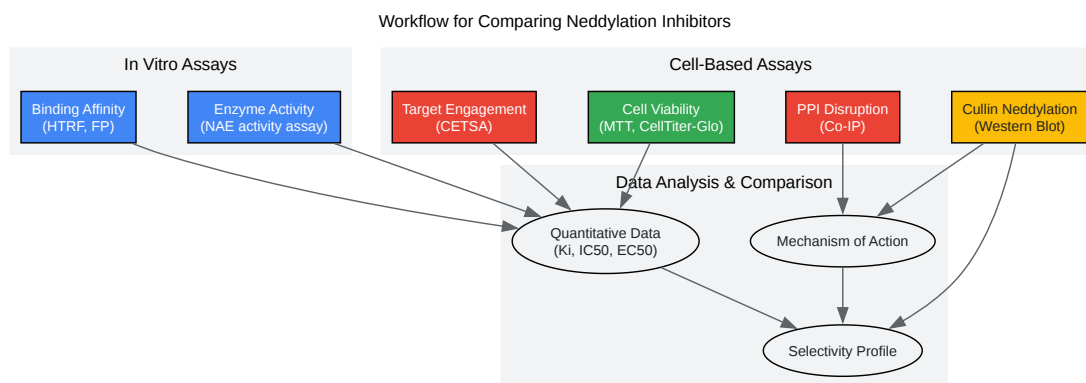 Workflow for Comparing Neddylation Inhibitors
In Vitro Assays
Cell-Based Assays
Binding Affinity
(HTRF, FP)
Enzyme Activity
(NAE activity assay)
Target Engagement
(CETSA)
Cell Viability
(MTT, CellTiter-Glo)
PPI Disruption
(Co-IP)
Cullin Neddylation
(Western Blot)
Data Analysis & Comparison
Quantitative Data
(Ki, IC50, EC50)
Mechanism of Action
Selectivity Profile